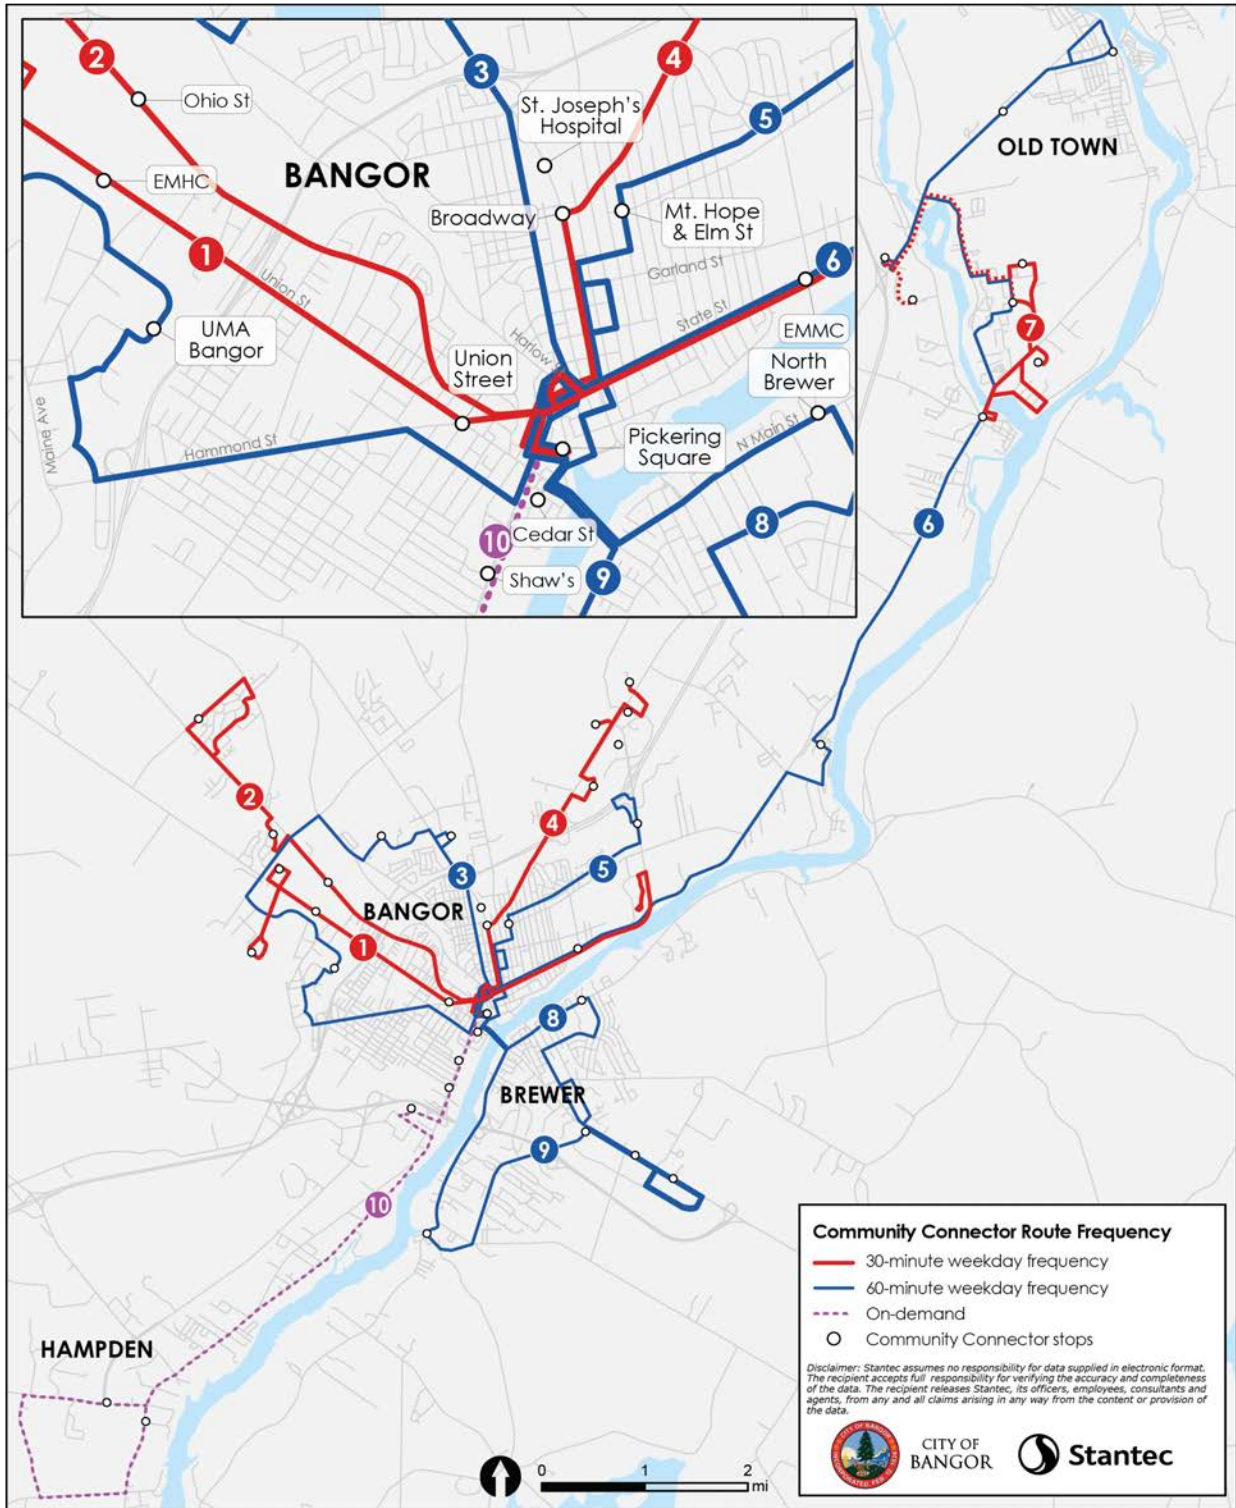 2
3
4
Ohio St
St. Joseph's
Hospital
5
OLD TOWN
BANGOR
EMHC
Broadway
Mt. Hope
& Elm St
1
Garland St
6
Union St
State St
EMMC
UMA
Bangor
Harlow S
Union
Street
North
Brewer
7
Maine Ave
Hammond St
N Main St
Pickering
Square
10
Cedar St
8
6
Shaw's
9
2
4
3
5
BANGOR
1
8
BREWER
9
10
HAMPDEN
Community Connector Route Frequency
30-minute weekday frequency
60-minute weekday frequency
On-demand
Community Connector stops
Disclaimer: Stantec assumes no responsibility for data supplied in electronic format.
The recipient accepts full responsibility for verifying the accuracy and completeness
of the data. The recipient releases Stantec, its officers, employees, consultants and
agents, from any and all claims arising in any way from the content or provision of
the data.
CITY OF
BANGOR
Stantec
0 1 2
mi